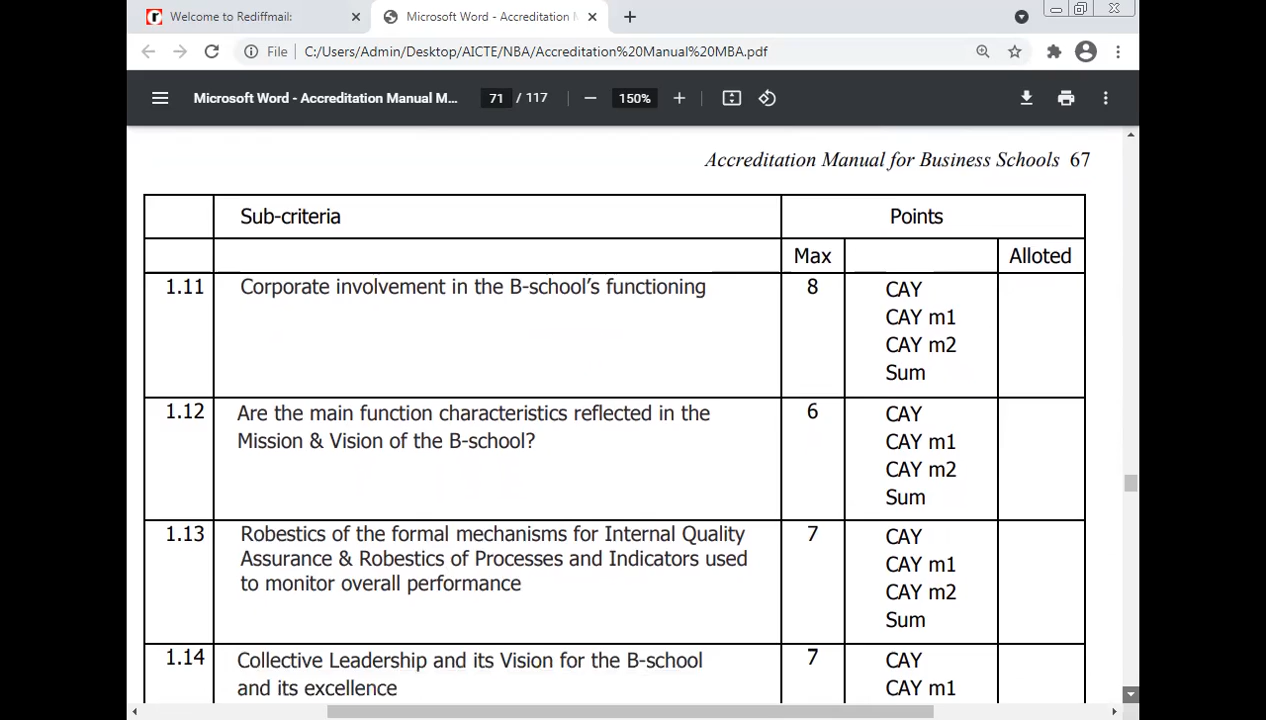 Welcome to Rediffmail:
Microsoft Word - Accreditation M
File C:/Users/Admin/Desktop/AICTE/NBA/Accreditation%20Manual%20MBA.pdf
Microsoft Word - Accreditation Manual M... 71 / 117 150%
Accreditation Manual for Business Schools 67
Sub-criteria Points
Max Alloted
1.11 Corporate involvement in the B-school’s functioning 8 CAY
CAY m1
CAY m2
Sum
1.12 Are the main function characteristics reflected in the 6 CAY
Mission & Vision of the B-school? CAY m1
CAY m2
Sum
1.13 Robestics of the formal mechanisms for Internal Quality 7 CAY
Assurance & Robestics of Processes and Indicators used CAY m1
to monitor overall performance CAY m2
Sum
1.14 Collective Leadership and its Vision for the B-school 7 CAY
and its excellence CAY m1